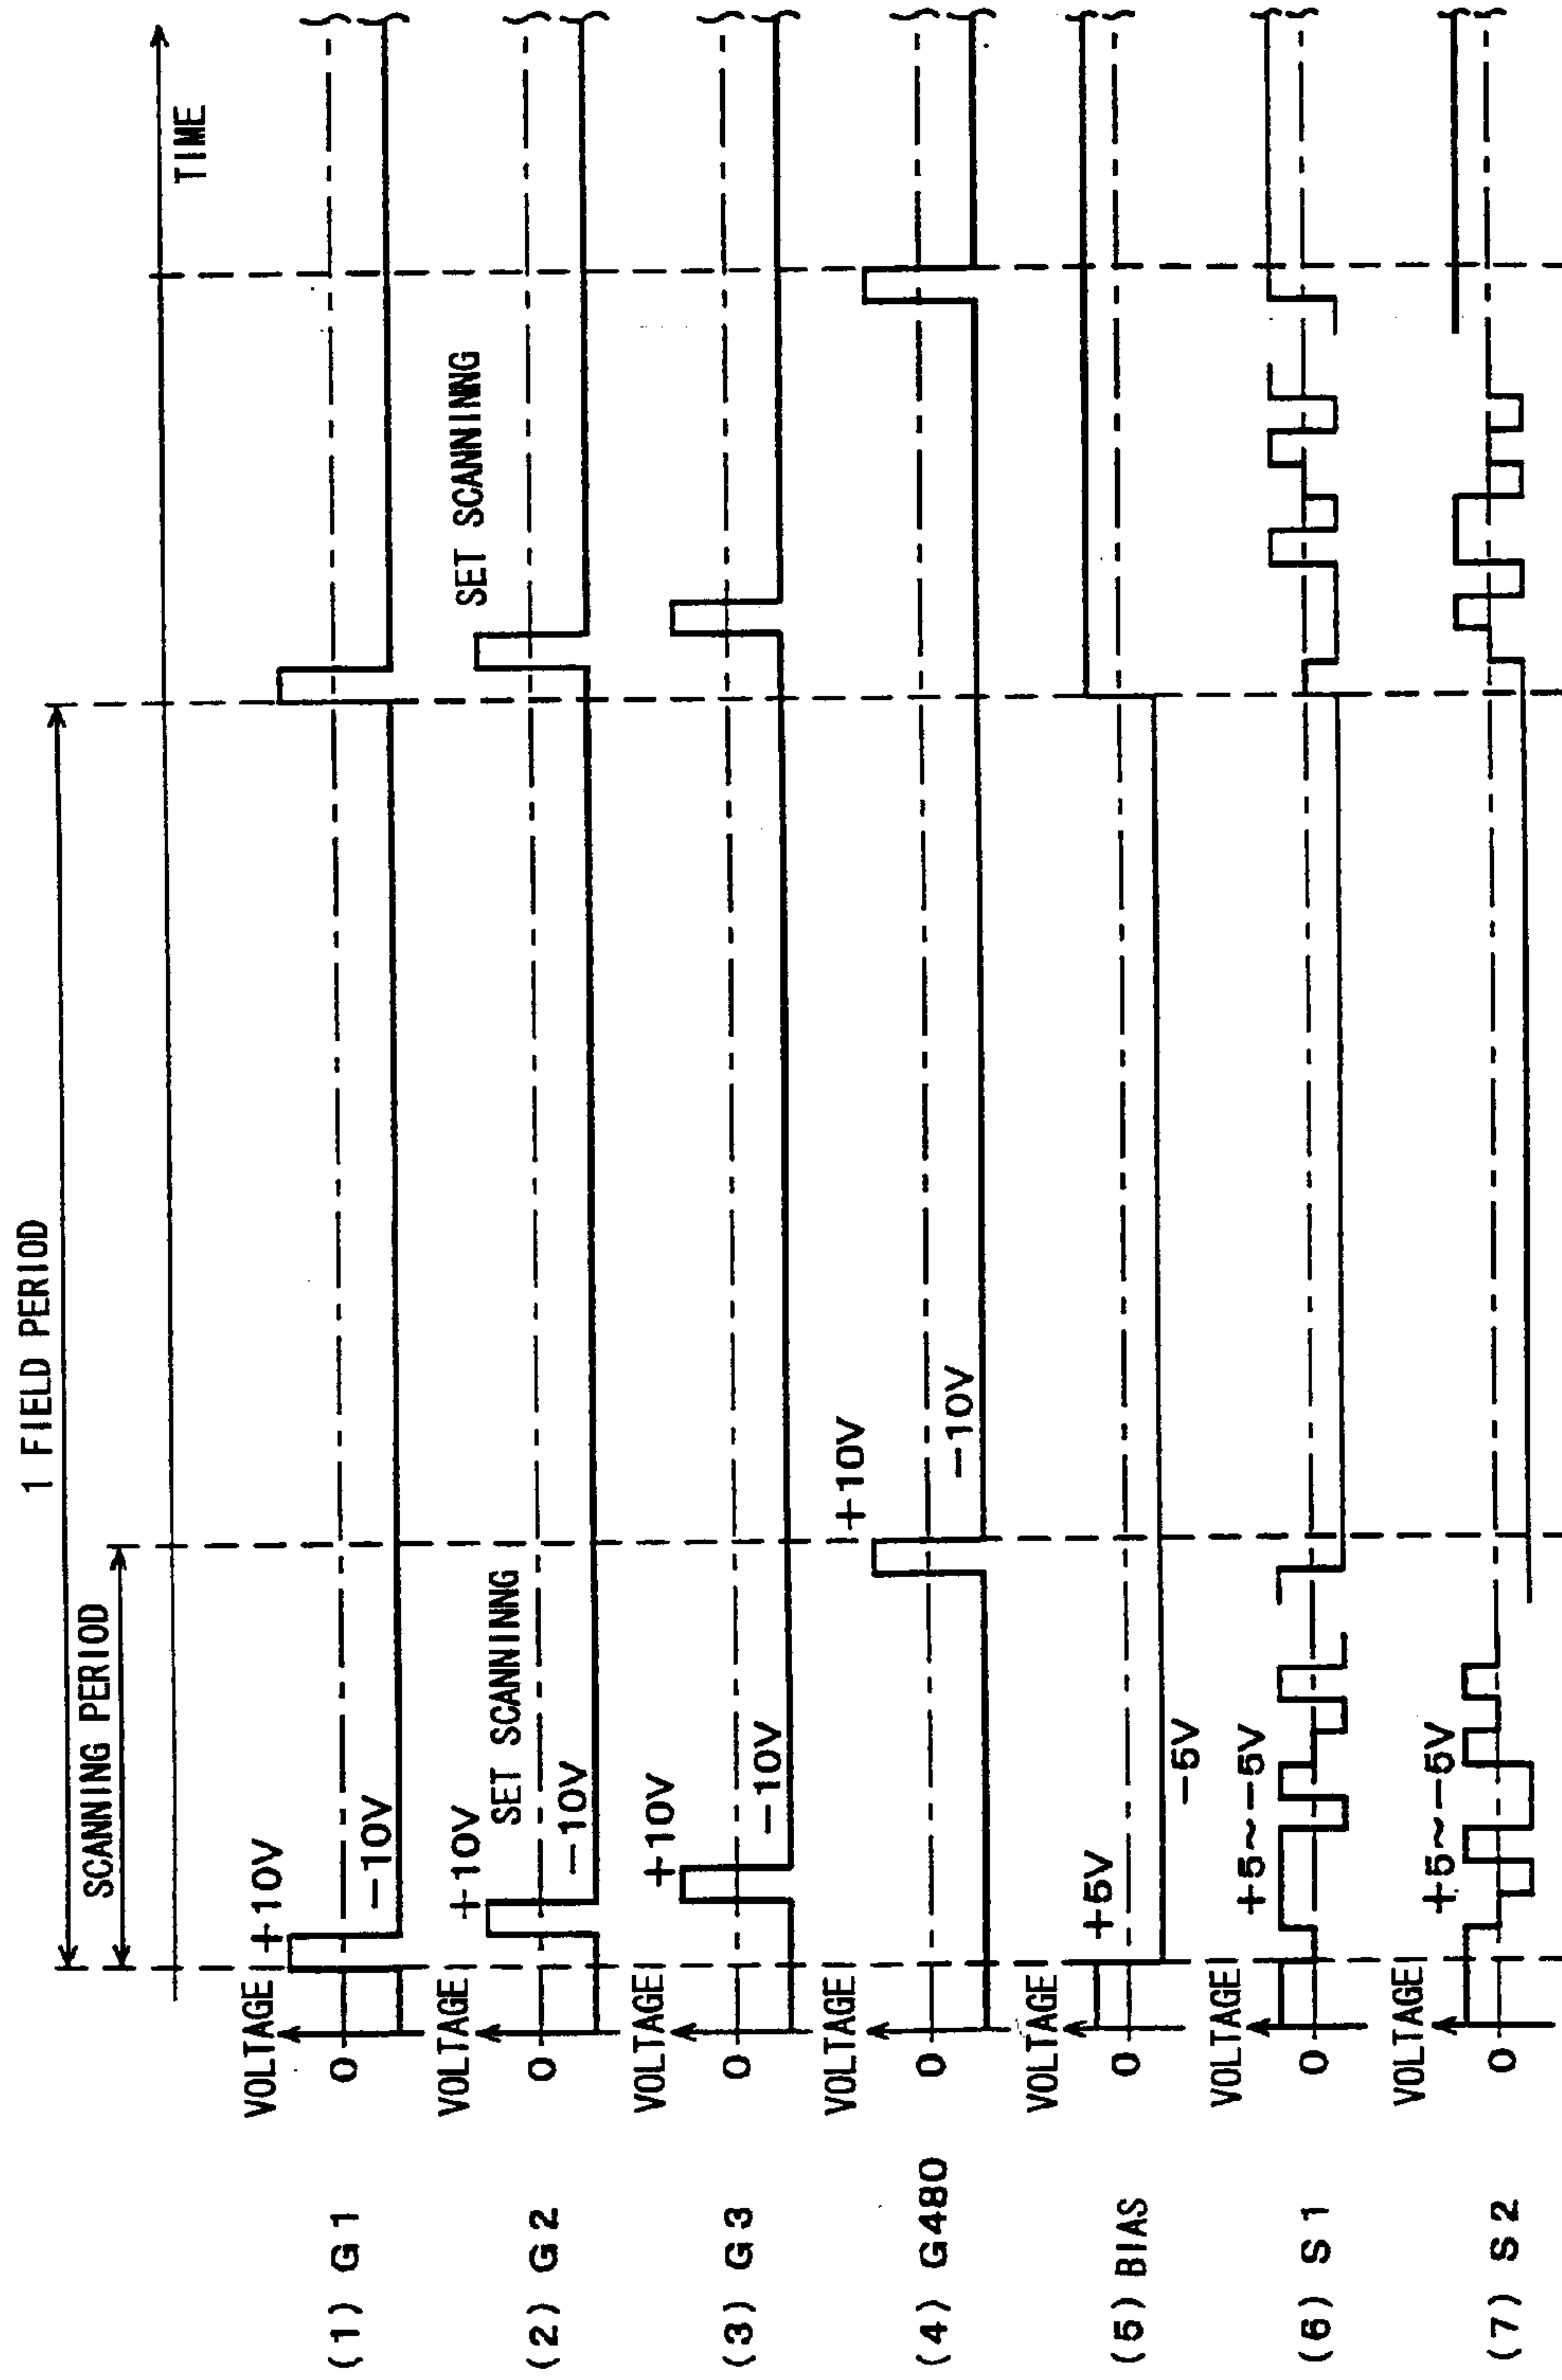 1 FIELD PERIOD
SCANNING PERIOD
TIME
(1) G1
VOLTAGE
0
+10V
-10V
(2) G2
VOLTAGE
0
+10V
SET SCANNING
-10V
SET SCANNING
(3) G3
VOLTAGE
0
+10V
-10V
(4) G480
VOLTAGE
0
+10V
-10V
(5) BIAS
VOLTAGE
0
+5V
-5V
(6) S1
VOLTAGE
0
+5~-5V
(7) S2
VOLTAGE
0
+5~-5V